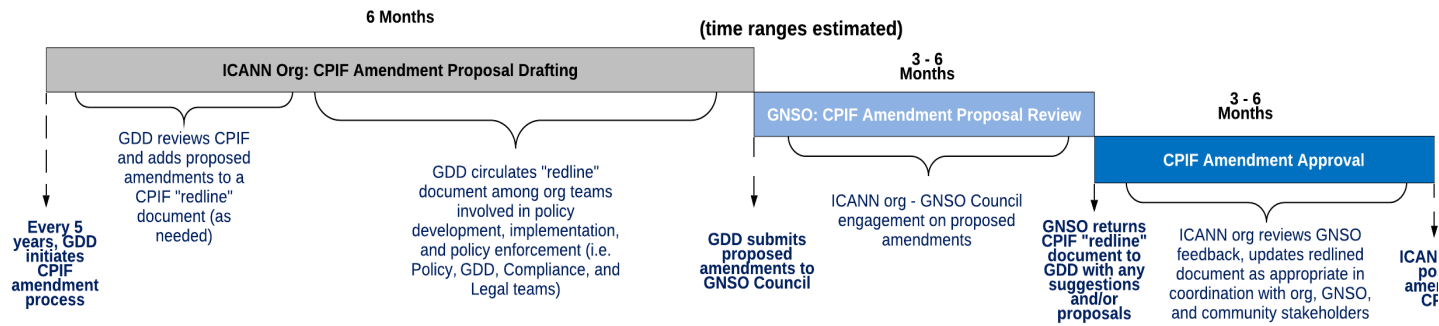 6 Months
(time ranges estimated)
3 - 6
Months
3 - 6
Months
ICANN Org: CPIF Amendment Proposal Drafting
GNSO: CPIF Amendment Proposal Review
CPIF Amendment Approval
Every 5
years, GDD
initiates
CPIF
amendment
process
GDD reviews CPIF
and adds proposed
amendments to a
CPIF "redline"
document (as
needed)
GDD circulates "redline"
document among org teams
involved in policy
development, implementation,
and policy enforcement (i.e.
Policy, GDD, Compliance, and
Legal teams)
GDD submits
proposed
amendments to
GNSO Council
ICANN org - GNSO Council
engagement on proposed
amendments
GNSO returns
CPIF "redline"
document to
GDD with any
suggestions
and/or
proposals
ICANN org reviews GNSO
feedback, updates redlined
document as appropriate in
coordination with org, GNSO,
and community stakeholders